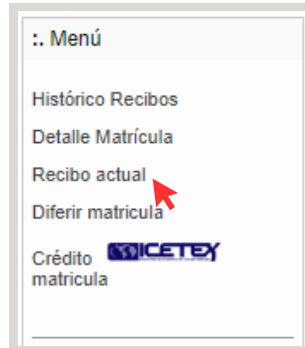 :. Menú
Histórico Recibos
Detalle Matrícula
Recibo actual
Diferir matricula
Crédito ICETEX
matricula